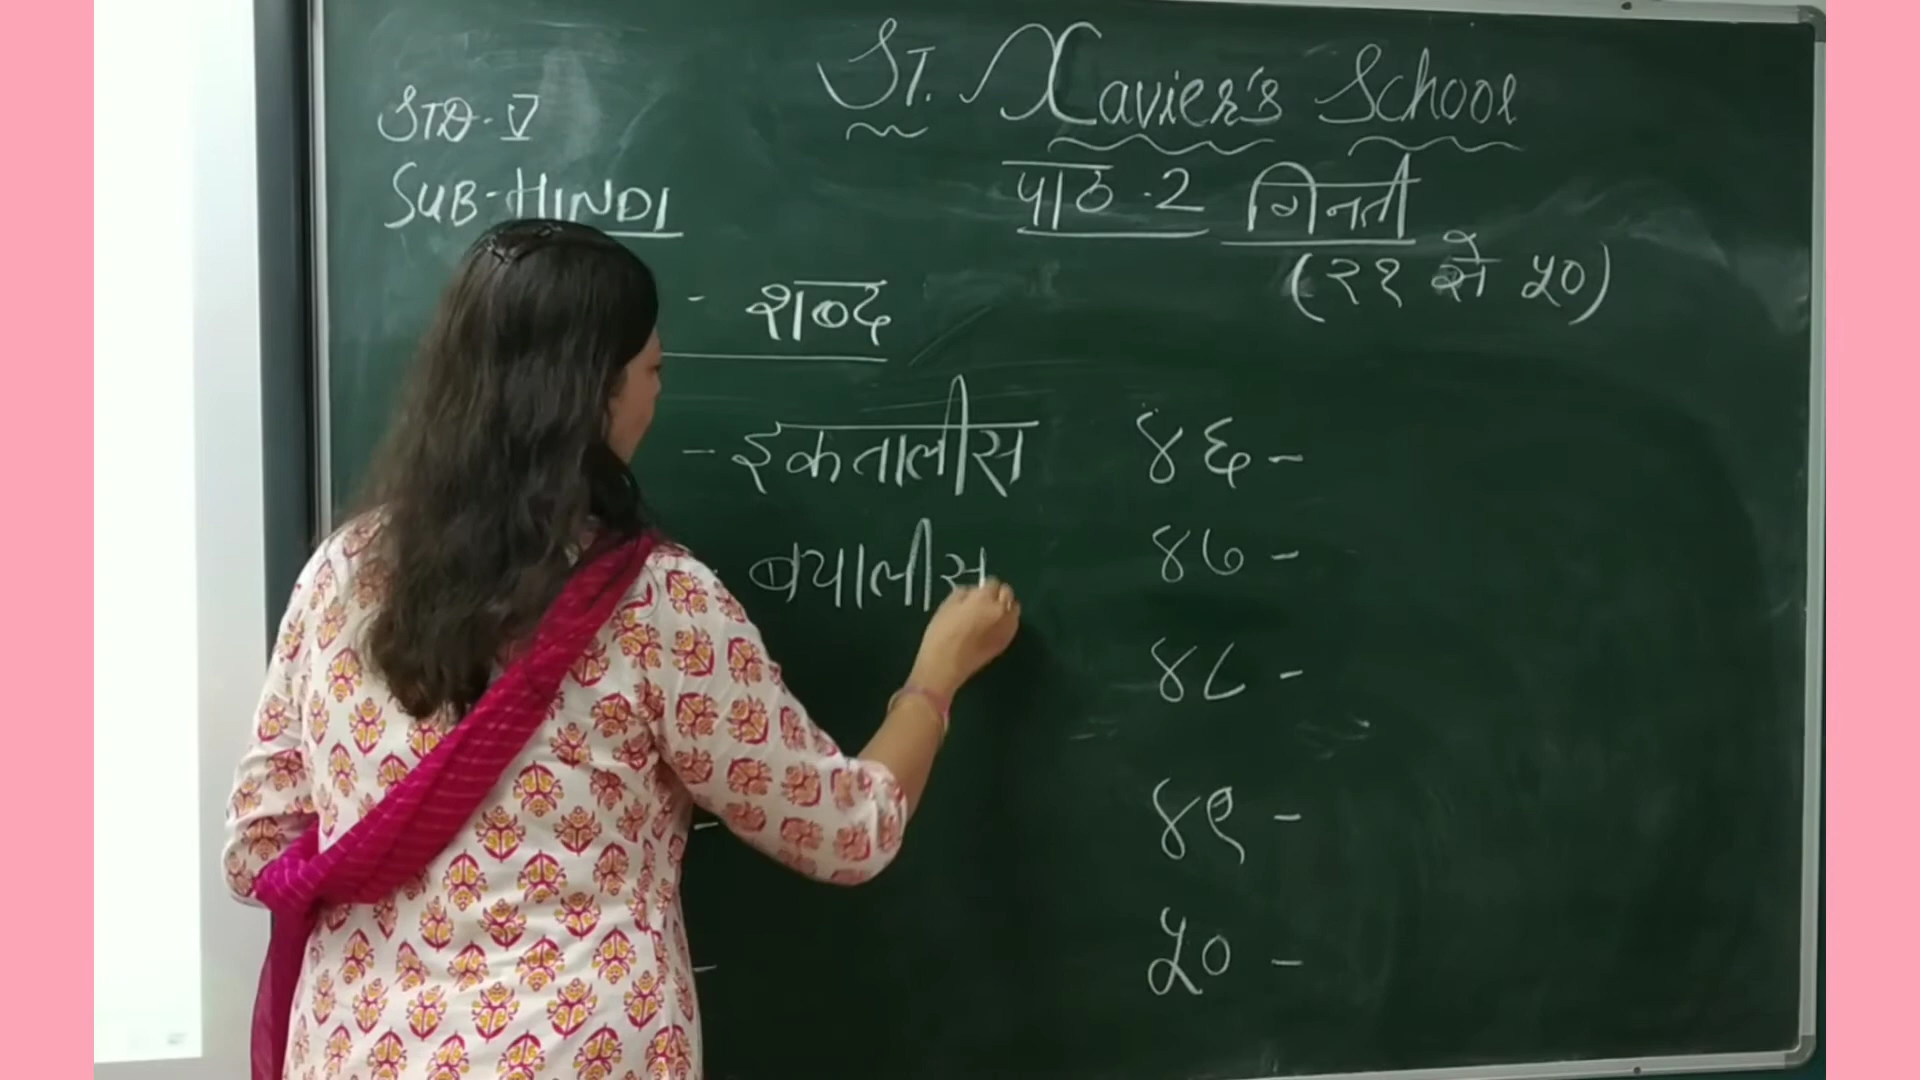 ST. Xavier's School
STD-V
SUB-HINDI
पाठ-2 गिनती
(२१ से ५०)
- शब्द
- इकतालीस
बयालीस
४६-
४७-
४८-
४९-
५०-